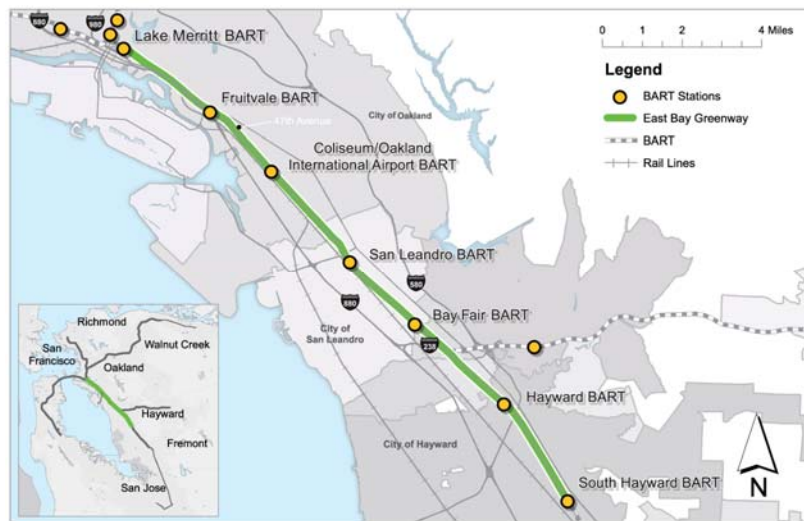 880
980
Lake Merritt BART
Fruitvale BART
47th Avenue
City of Oakland
Coliseum/Oakland
International Airport BART
San Leandro BART
580
880
City of
San Leandro
Bay Fair BART
238
Hayward BART
City of Hayward
South Hayward BART
0 1 2 4 Miles
Legend
BART Stations
East Bay Greenway
BART
Rail Lines
N
Richmond
San
Francisco
Walnut Creek
Oakland
Hayward
Fremont
San Jose